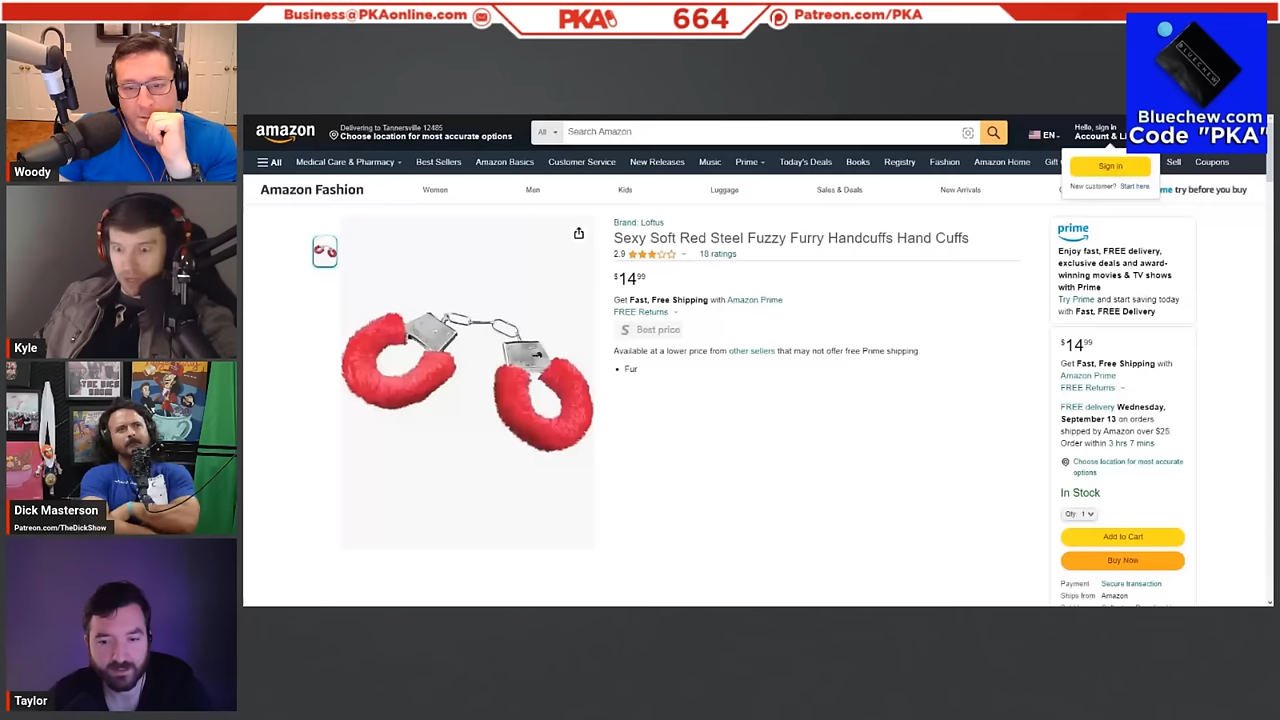 Business@PKAonline.com
PKA
664
Patreon.com/PKA
BLUECHEW
Bluechew.com
Code "PKA"
Woody
Kyle
THE DICK SHOW
Dick Masterson
Patreon.com/TheDickShow
Taylor
amazon
Delivering to Tannersville 12485
Choose location for most accurate options
All
Search Amazon
EN
Hello, sign in
Account & Li
All
Medical Care & Pharmacy
Best Sellers
Amazon Basics
Customer Service
New Releases
Music
Prime
Today's Deals
Books
Registry
Fashion
Amazon Home
Gift
Sell
Coupons
Sign in
New customer? Start here.
Amazon Fashion
Women
Men
Kids
Luggage
Sales & Deals
New Arrivals
me try before you buy
Brand: Loftus
Sexy Soft Red Steel Fuzzy Furry Handcuffs Hand Cuffs
2.9
18 ratings
$14 99
Get Fast, Free Shipping with Amazon Prime
FREE Returns
S Best price
Available at a lower price from other sellers that may not offer free Prime shipping.
• Fur
prime
Enjoy fast, FREE delivery,
exclusive deals and award-
winning movies & TV shows
with Prime
Try Prime and start saving today
with Fast, FREE Delivery
$14 99
Get Fast, Free Shipping with
Amazon Prime
FREE Returns
FREE delivery Wednesday,
September 13 on orders
shipped by Amazon over $25.
Order within 3 hrs 7 mins
Choose location for most accurate
options
In Stock
Qty: 1
Add to Cart
Buy Now
Payment
Secure transaction
Ships from
Amazon